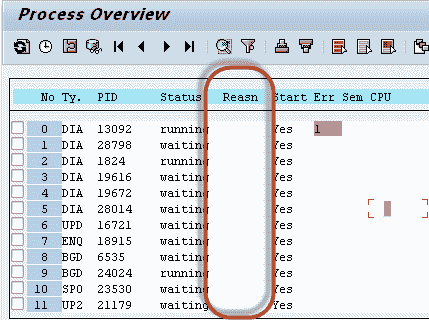 Process Overview
No Ty. PID Status Reasn Start Err Sem CPU
0 DIA 13092 running Yes 1
1 DIA 28798 waiting Yes
2 DIA 1824 running Yes
3 DIA 19616 waiting Yes
4 DIA 19672 waiting Yes
5 DIA 28014 waiting Yes
6 UPD 16721 waiting Yes
7 ENQ 18915 waiting Yes
8 BGD 6535 waiting Yes
9 BGD 24024 running Yes
10 SPO 23530 waiting Yes
11 UP2 21179 waiting Yes